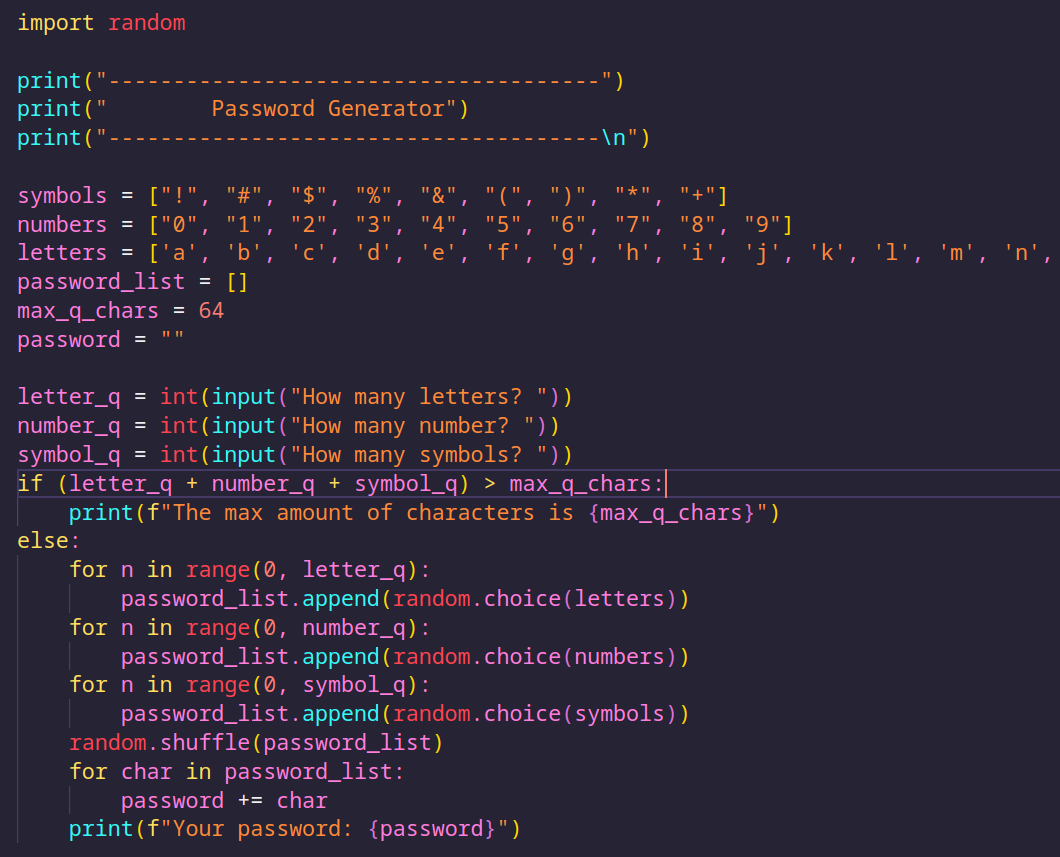 import random

print("--------------------------------------")
print("        Password Generator")
print("--------------------------------------\n")

symbols = ["!", "#", "$", "%", "&", "(", ")", "*", "+"]
numbers = ["0", "1", "2", "3", "4", "5", "6", "7", "8", "9"]
letters = ['a', 'b', 'c', 'd', 'e', 'f', 'g', 'h', 'i', 'j', 'k', 'l', 'm', 'n',
password_list = []
max_q_chars = 64
password = ""

letter_q = int(input("How many letters? "))
number_q = int(input("How many number? "))
symbol_q = int(input("How many symbols? "))
if (letter_q + number_q + symbol_q) > max_q_chars:
    print(f"The max amount of characters is {max_q_chars}")
else:
    for n in range(0, letter_q):
        password_list.append(random.choice(letters))
    for n in range(0, number_q):
        password_list.append(random.choice(numbers))
    for n in range(0, symbol_q):
        password_list.append(random.choice(symbols))
    random.shuffle(password_list)
    for char in password_list:
        password += char
    print(f"Your password: {password}")